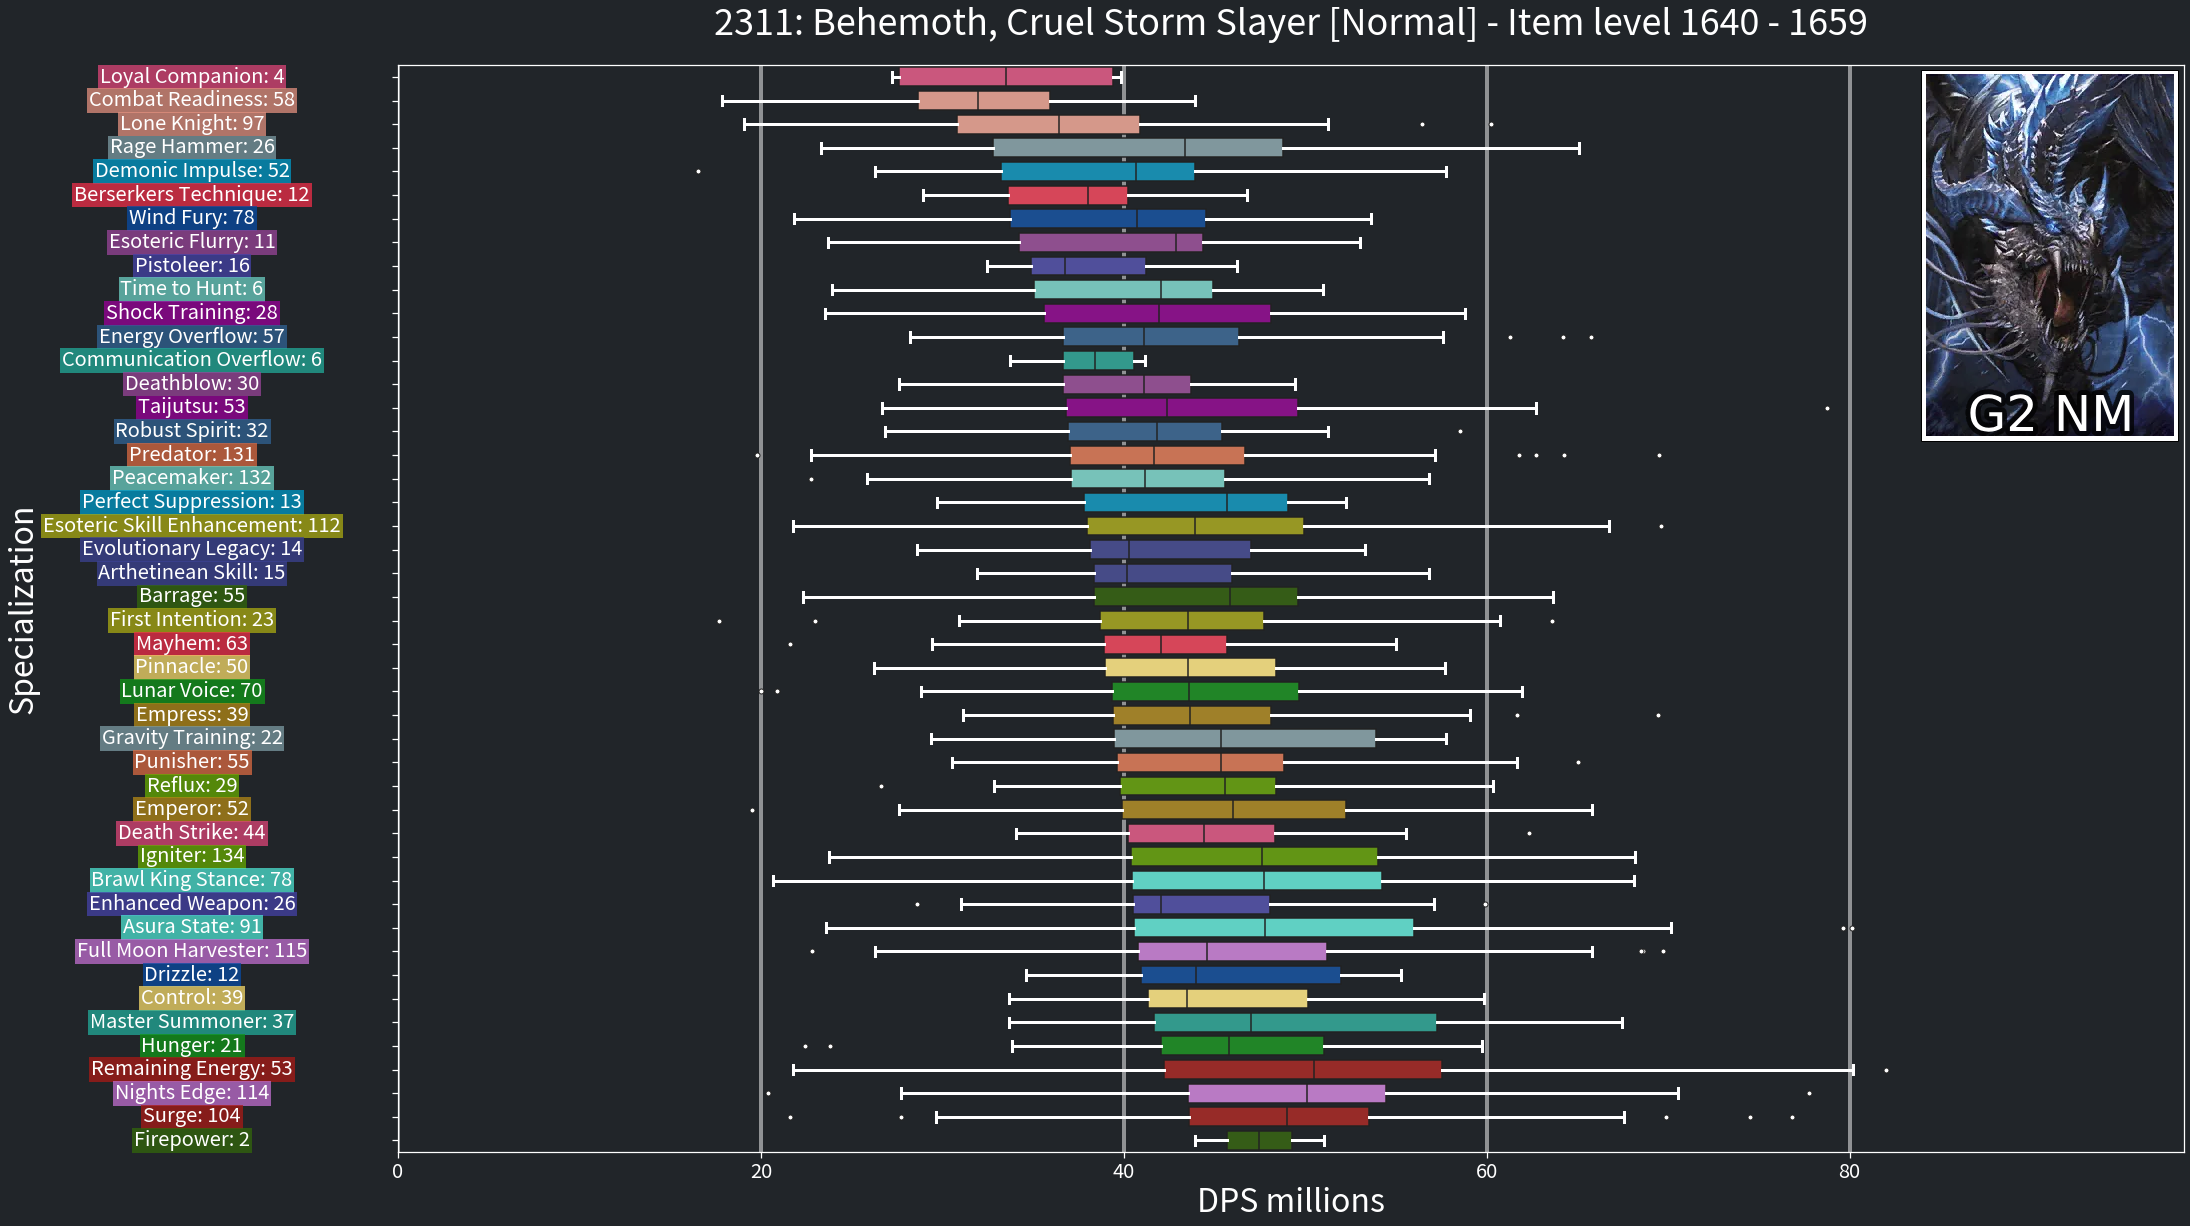 2311: Behemoth, Cruel Storm Slayer [Normal] - Item level 1640 - 1659
Specialization
Loyal Companion: 4
Combat Readiness: 58
Lone Knight: 97
Rage Hammer: 26
Demonic Impulse: 52
Berserkers Technique: 12
Wind Fury: 78
Esoteric Flurry: 11
Pistoleer: 16
Time to Hunt: 6
Shock Training: 28
Energy Overflow: 57
Communication Overflow: 6
Deathblow: 30
Taijutsu: 53
Robust Spirit: 32
Predator: 131
Peacemaker: 132
Perfect Suppression: 13
Esoteric Skill Enhancement: 112
Evolutionary Legacy: 14
Arthetinean Skill: 15
Barrage: 55
First Intention: 23
Mayhem: 63
Pinnacle: 50
Lunar Voice: 70
Empress: 39
Gravity Training: 22
Punisher: 55
Reflux: 29
Emperor: 52
Death Strike: 44
Igniter: 134
Brawl King Stance: 78
Enhanced Weapon: 26
Asura State: 91
Full Moon Harvester: 115
Drizzle: 12
Control: 39
Master Summoner: 37
Hunger: 21
Remaining Energy: 53
Nights Edge: 114
Surge: 104
Firepower: 2
G2 NM
0 20 40 60 80
DPS millions